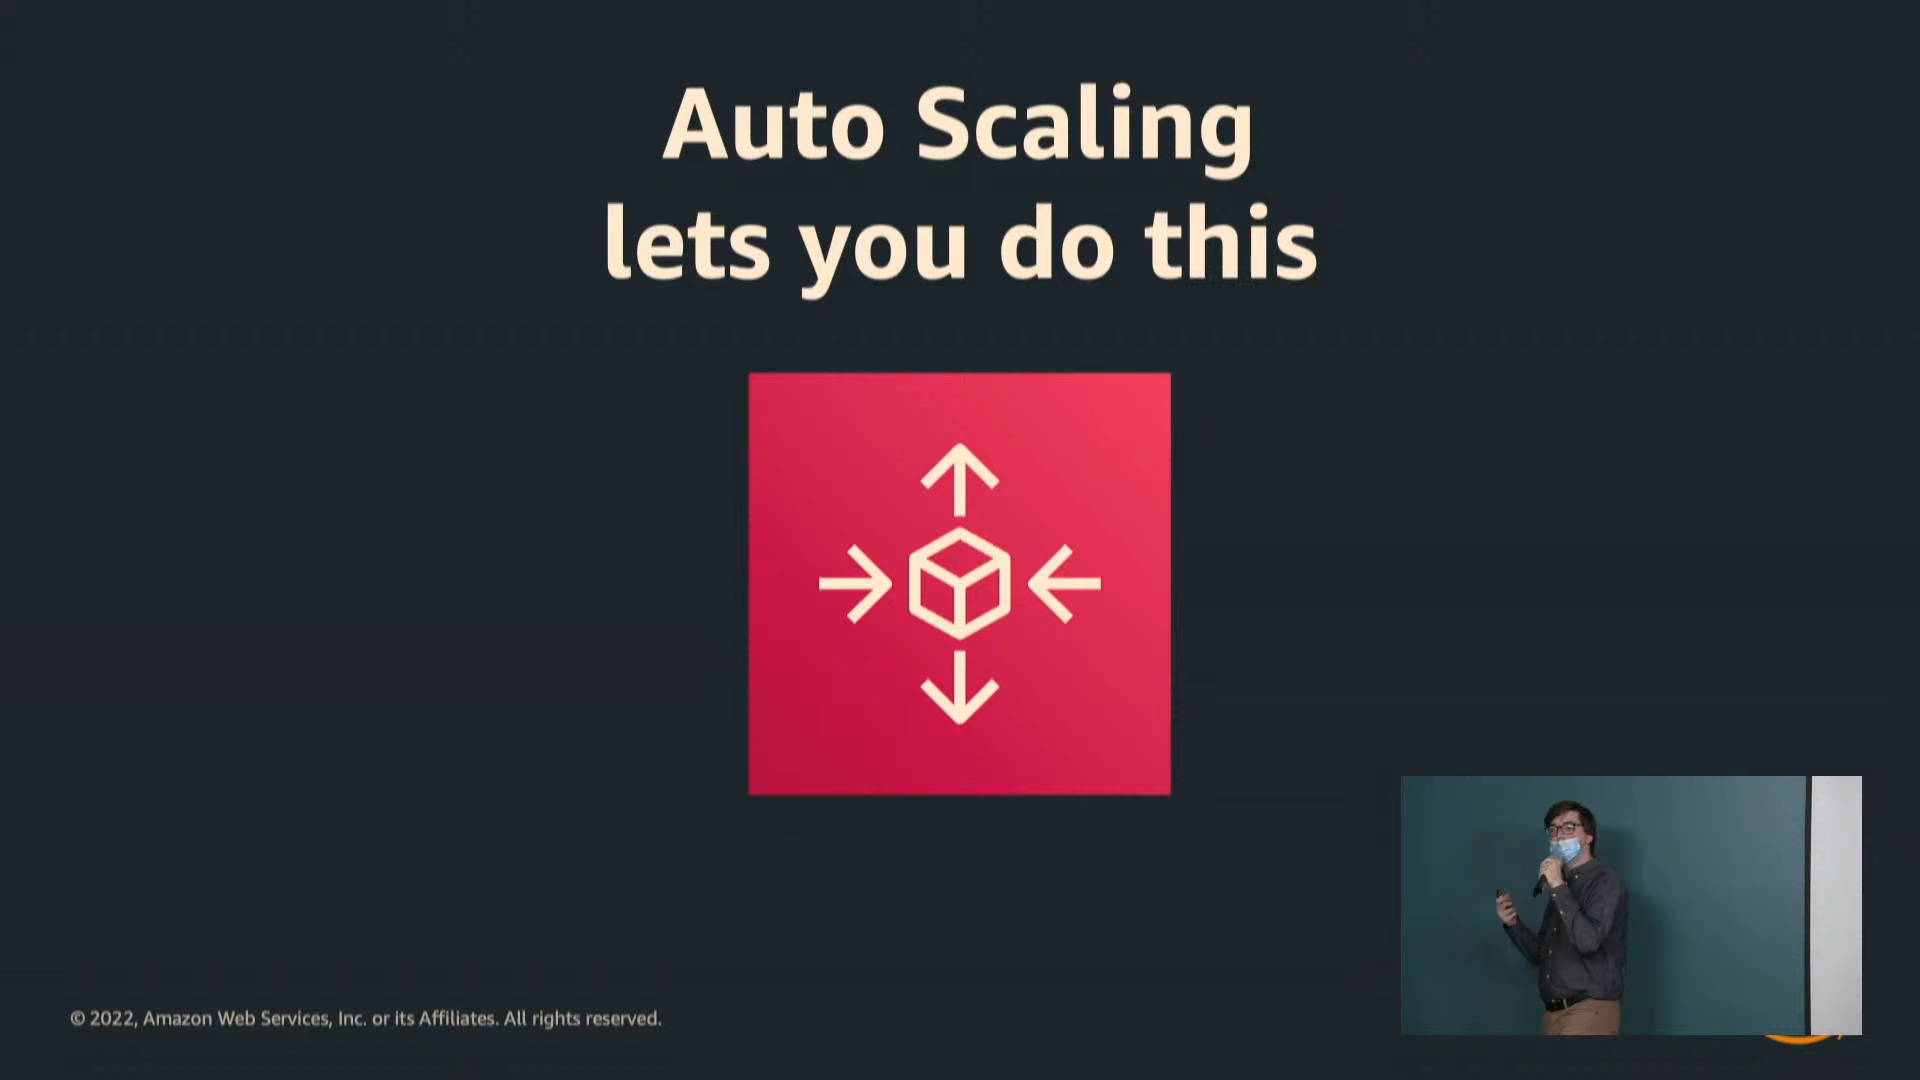 Auto Scaling
lets you do this
© 2022, Amazon Web Services, Inc. or its Affiliates. All rights reserved.